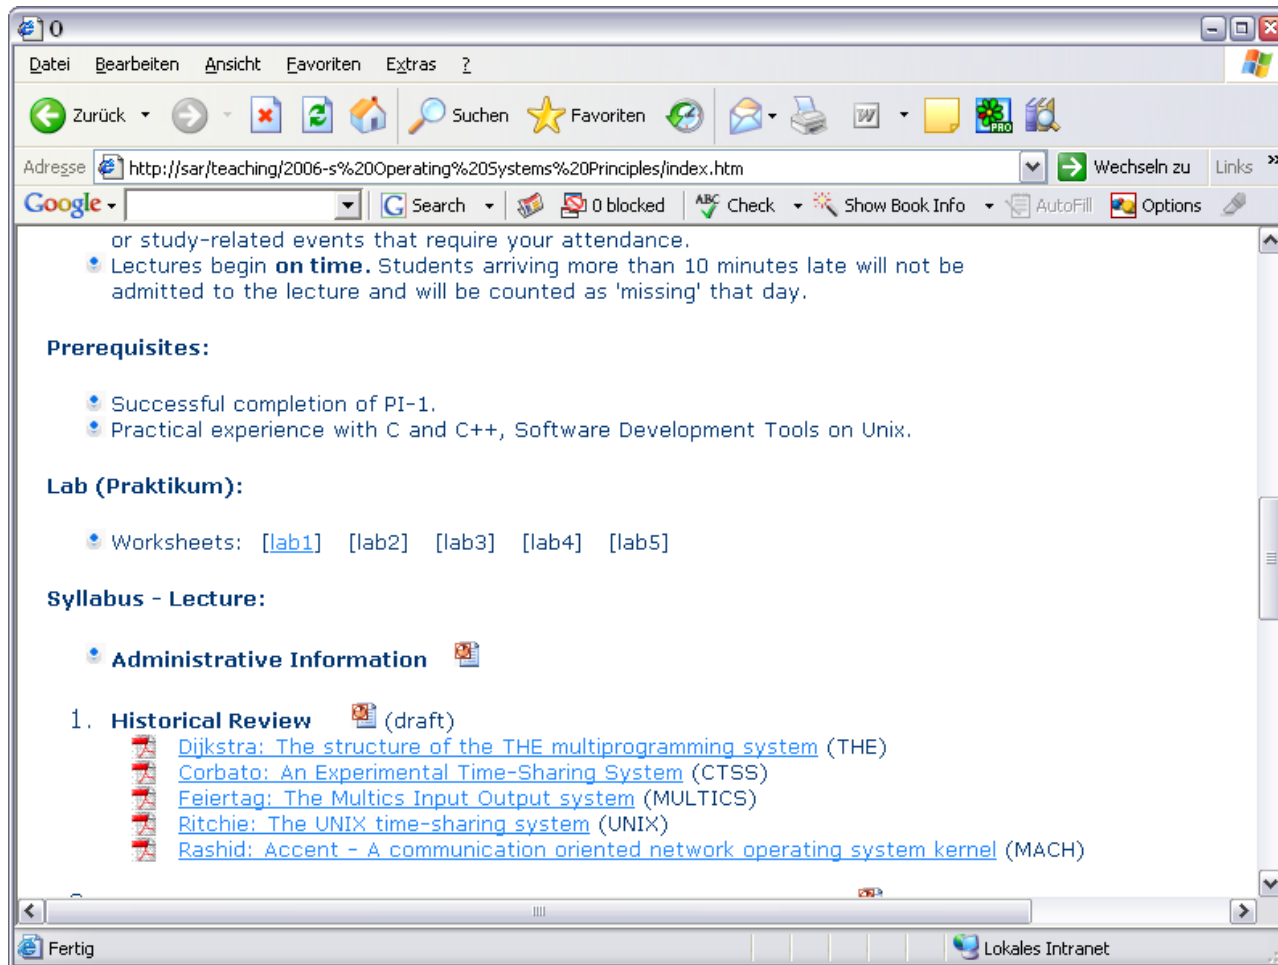 0
Datei Bearbeiten Ansicht Favoriten Extras ?
Zurück Suchen Favoriten
Adresse http://sar/teaching/2006-s%20Operating%20Systems%20Principles/index.htm Wechseln zu Links »
Google Search 0 blocked ABC Check Show Book Info AutoFill PRO Options
or study-related events that require your attendance.
Lectures begin on time. Students arriving more than 10 minutes late will not be
admitted to the lecture and will be counted as 'missing' that day.
Prerequisites:
Successful completion of PI-1.
Practical experience with C and C++, Software Development Tools on Unix.
Lab (Praktikum):
Worksheets: [lab1] [lab2] [lab3] [lab4] [lab5]
Syllabus - Lecture:
Administrative Information
1. Historical Review (draft)
Dijkstra: The structure of the THE multiprogramming system (THE)
Corbato: An Experimental Time-Sharing System (CTSS)
Feiertag: The Multics Input Output system (MULTICS)
Ritchie: The UNIX time-sharing system (UNIX)
Rashid: Accent - A communication oriented network operating system kernel (MACH)
Fertig Lokales Intranet